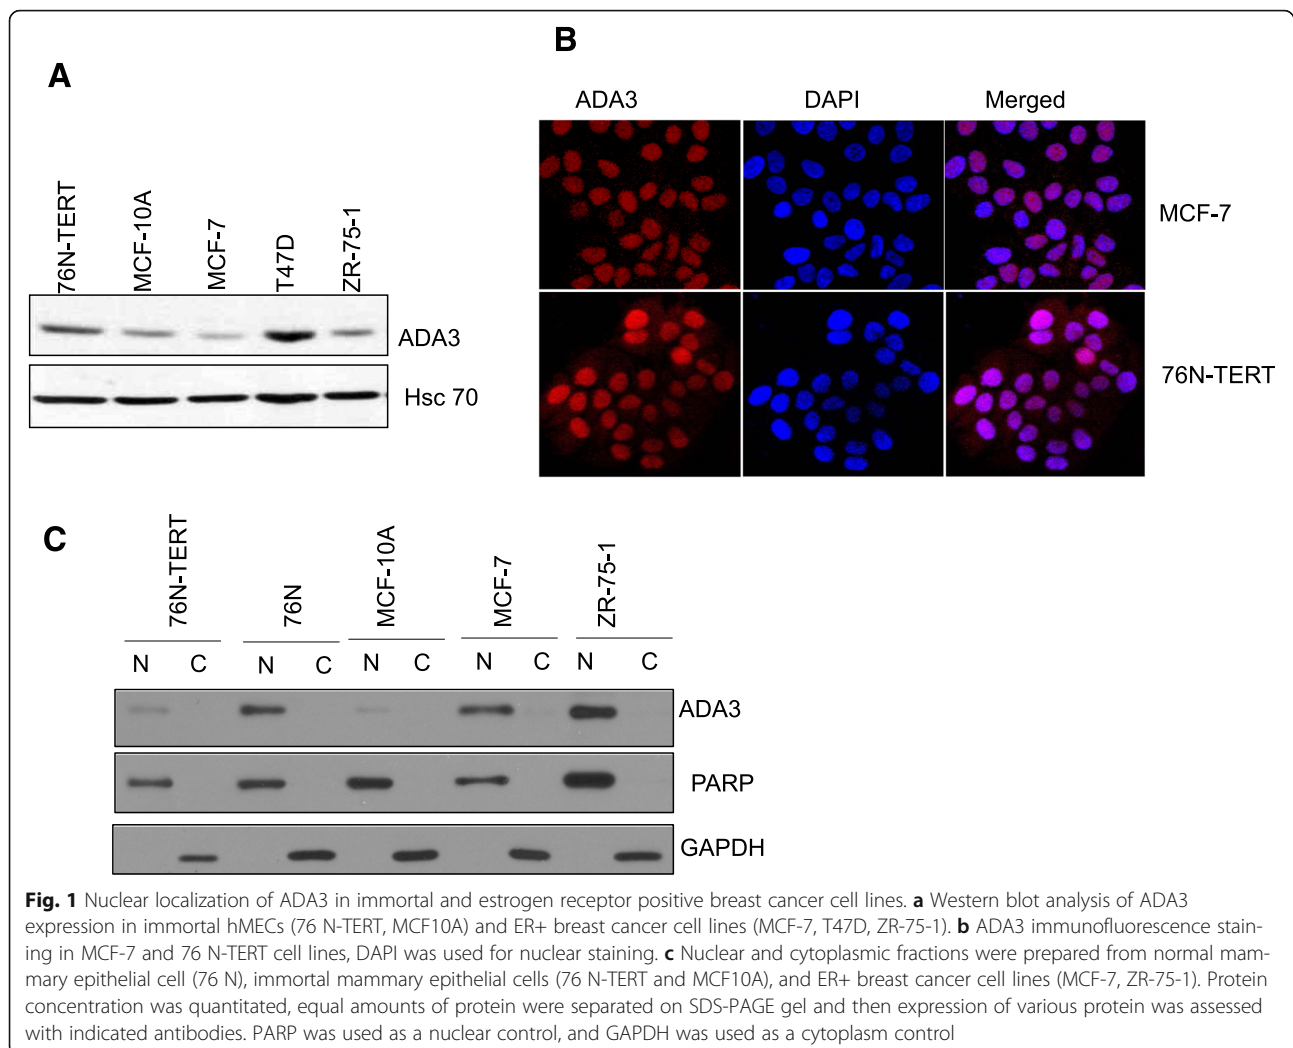 A
76N-TERT
MCF-10A
MCF-7
T47D
ZR-75-1
ADA3
Hsc 70
B
ADA3 DAPI Merged
MCF-7
76N-TERT
C
76N-TERT
76N
MCF-10A
MCF-7
ZR-75-1
N C N C N C N C N C
ADA3
PARP
GAPDH
Fig. 1 Nuclear localization of ADA3 in immortal and estrogen receptor positive breast cancer cell lines. a Western blot analysis of ADA3
expression in immortal hMECs (76 N-TERT, MCF10A) and ER+ breast cancer cell lines (MCF-7, T47D, ZR-75-1). b ADA3 immunofluorescence stain-
ing in MCF-7 and 76 N-TERT cell lines, DAPI was used for nuclear staining. c Nuclear and cytoplasmic fractions were prepared from normal mam-
mary epithelial cell (76 N), immortal mammary epithelial cells (76 N-TERT and MCF10A), and ER+ breast cancer cell lines (MCF-7, ZR-75-1). Protein
concentration was quantitated, equal amounts of protein were separated on SDS-PAGE gel and then expression of various protein was assessed
with indicated antibodies. PARP was used as a nuclear control, and GAPDH was used as a cytoplasm control